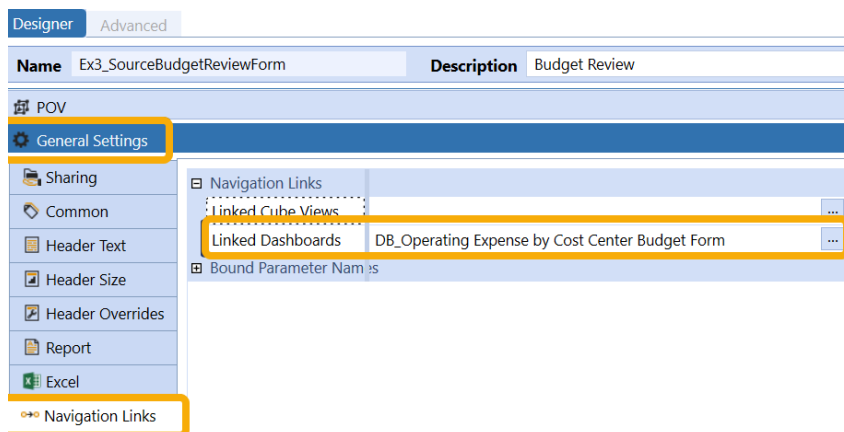 Designer Advanced
Name Ex3_SourceBudgetReviewForm Description Budget Review
POV
General Settings
Sharing
Common
Header Text
Header Size
Header Overrides
Report
Excel
Navigation Links
Navigation Links
Linked Cube Views ...
Linked Dashboards DB_Operating Expense by Cost Center Budget Form ...
Bound Parameter Names